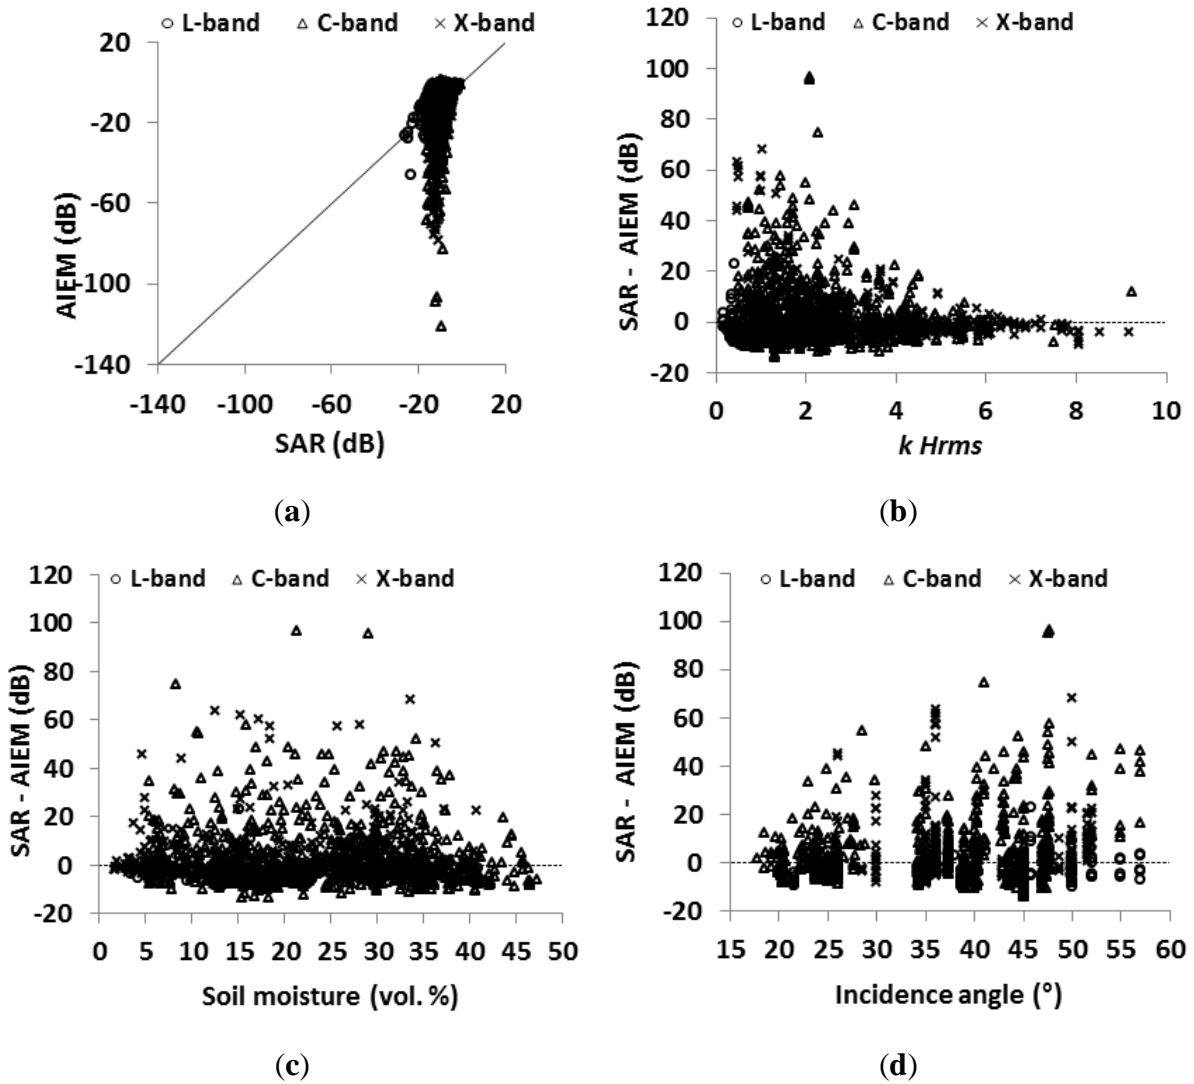 L-band C-band X-band
20
-20
-60
-100
-140
-140 -100 -60 -20 20
AIEM (dB)
SAR (dB)
(a)
L-band C-band X-band
120
100
80
60
40
20
0
-20
0 2 4 6 8 10
SAR - AIEM (dB)
k Hrms
(b)
L-band C-band X-band
120
100
80
60
40
20
0
-20
0 5 10 15 20 25 30 35 40 45 50
SAR - AIEM (dB)
Soil moisture (vol. %)
(c)
L-band C-band X-band
120
100
80
60
40
20
0
-20
15 20 25 30 35 40 45 50 55 60
SAR - AIEM (dB)
Incidence angle (°)
(d)